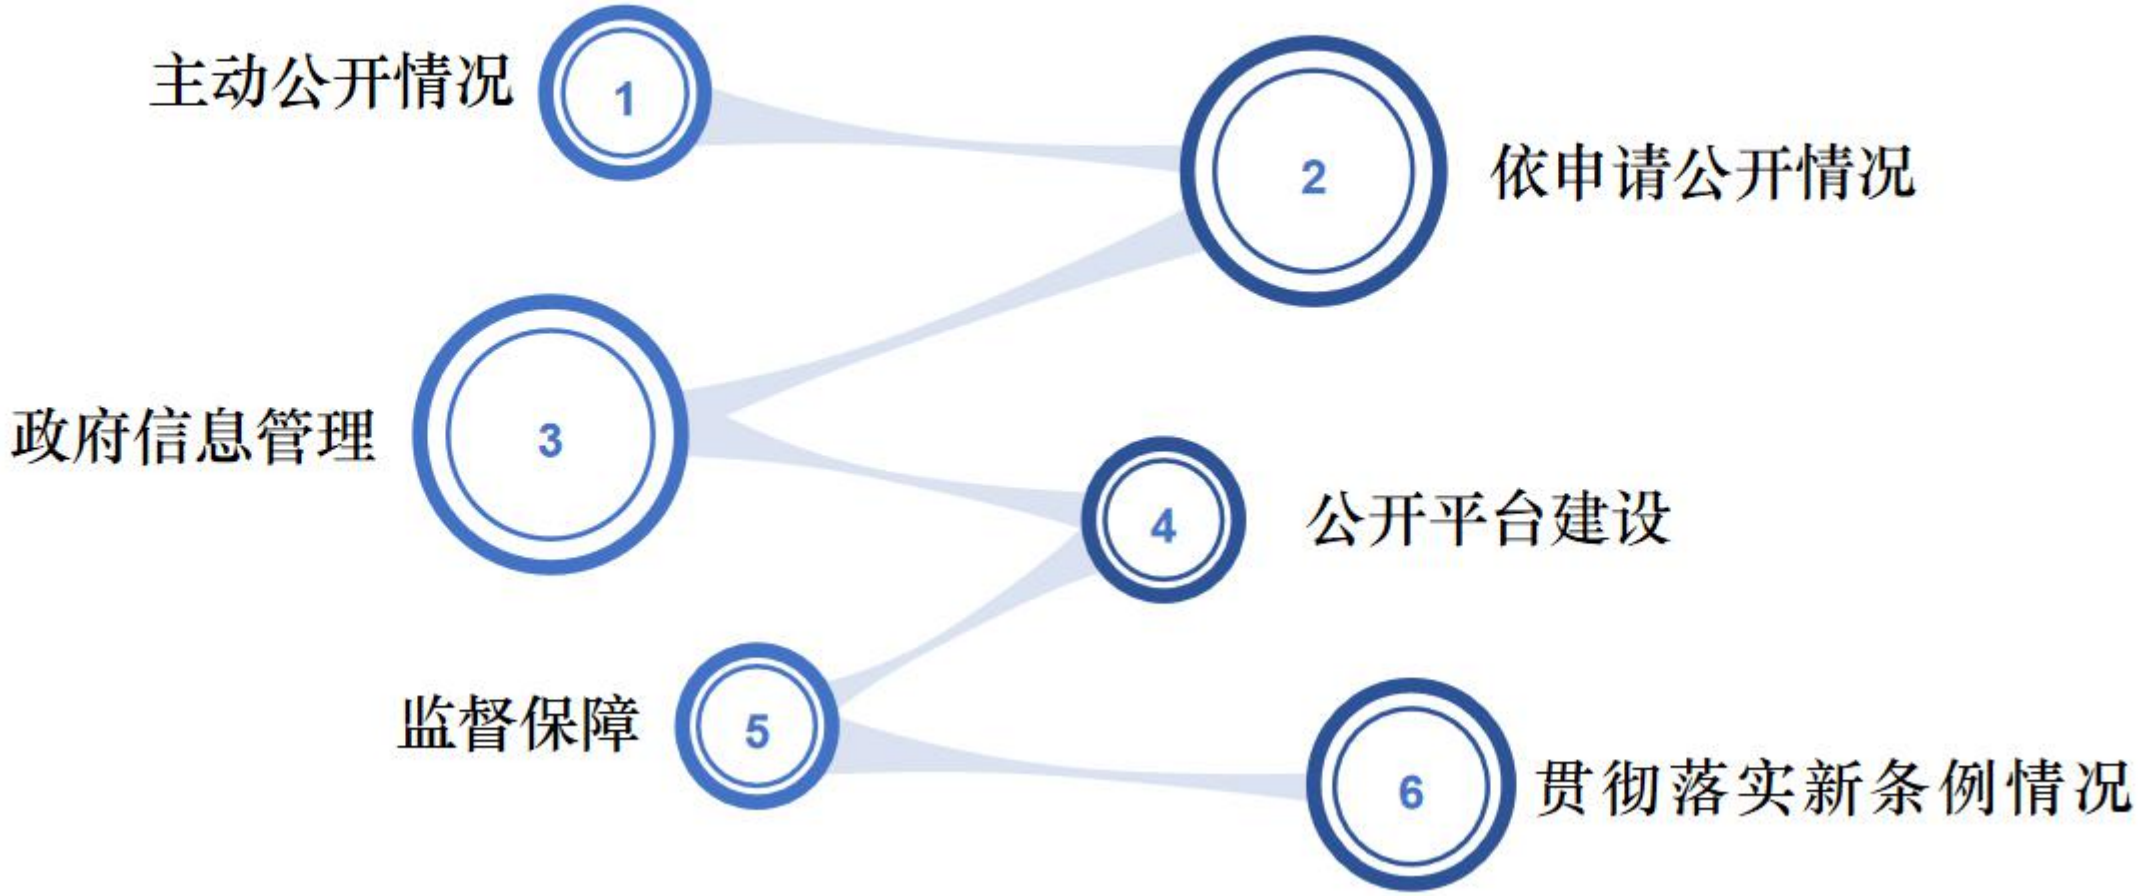 主动公开情况
1
2
依申请公开情况
政府信息管理
3
4
公开平台建设
监督保障
5
6
贯彻落实新条例情况